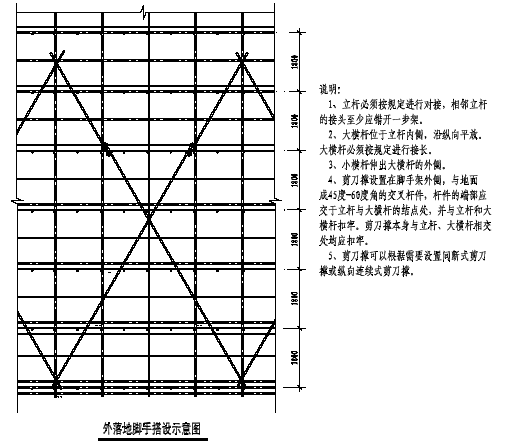 说明:
1、立杆必须按规定进行对接，相邻立杆
的接头至少应错开一步架。
2、大横杆位于立杆内侧，沿纵向平放。
大横杆必须按规定进行接长。
3、小横杆伸出大横杆的外侧。
4、剪刀撑设置在脚手架外侧，与地面
成45度-60度角的交叉杆件，杆件的端部应
交于立杆与大横杆的结点处，并与立杆和大
横杆扣牢。剪刀撑本身与立杆、大横杆相交
处均应扣牢。
5、剪刀撑可以根据需要设置间断式剪刀
撑或纵向连续式剪刀撑。
1800
1800
1800
1800
1800
外落地脚手搭设示意图